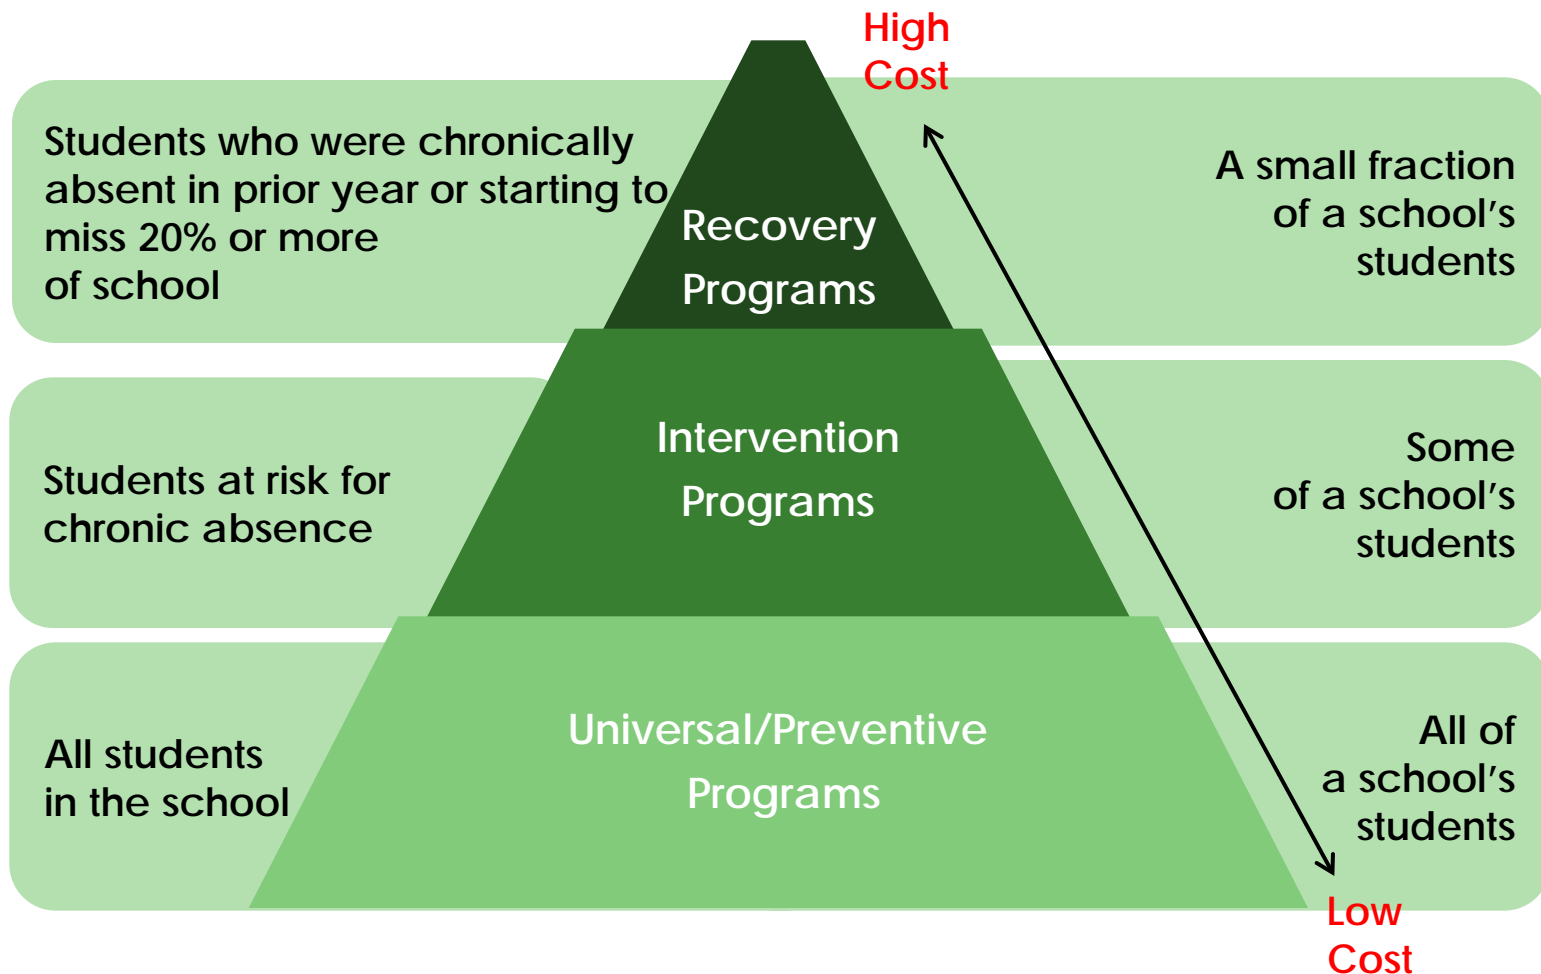 High
Cost
Students who were chronically
absent in prior year or starting to
miss 20% or more
of school
Recovery
Programs
A small fraction
of a school's
students
Students at risk for
chronic absence
Intervention
Programs
Some
of a school's
students
All students
in the school
Universal/Preventive
Programs
All of
a school's
students
Low
Cost